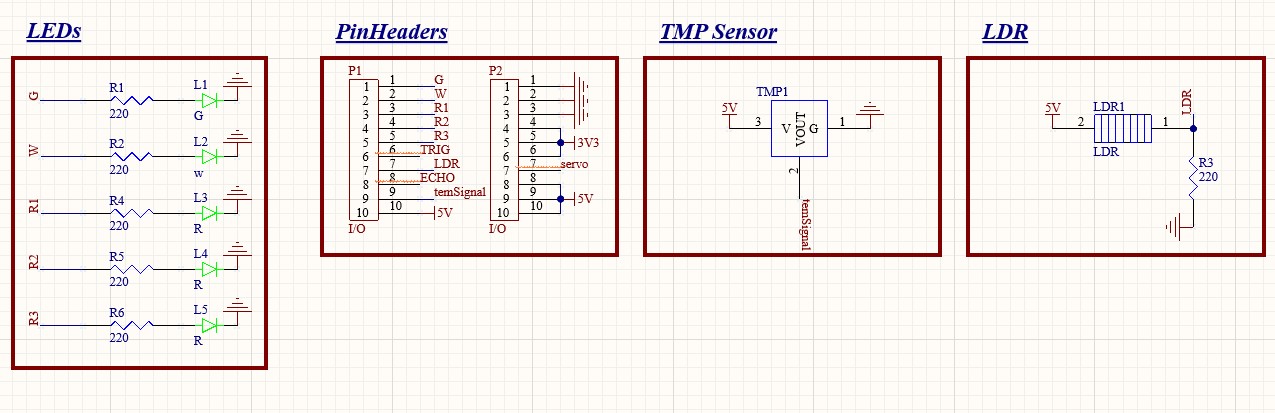 LEDs
G
R1
220
L1
G
W
R2
220
L2
w
R1
R4
220
L3
R
R2
R5
220
L4
R
R3
R6
220
L5
R
PinHeaders
P1
1 1 G
2 2 W
3 3 R1
4 4 R2
5 5 R3
6 6 TRIG
7 7 LDR
8 8 ECHO
9 9 temSignal
10 10 5V
I/O
P2
1 1
2 2
3 3
4 4
5 5 3V3
6 6
7 7 servo
8 8
9 9 5V
10 10
I/O
TMP Sensor
TMP1
5V
3
V
VOUT
G
1
2
temSignal
LDR
5V
2
LDR1
LDR
1
LDR
R3
220